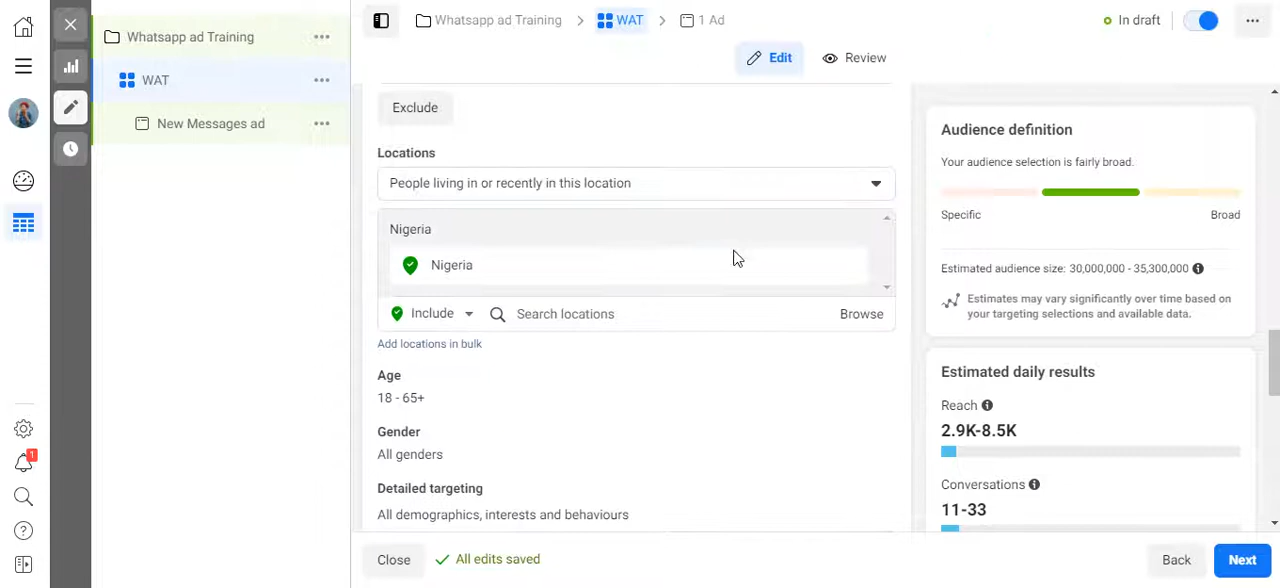 Whatsapp ad Training
WAT
New Messages ad
Whatsapp ad Training
WAT
1 Ad
In draft
Edit
Review
Exclude
Locations
People living in or recently in this location
Nigeria
Nigeria
Include
Search locations
Browse
Add locations in bulk
Age
18 - 65+
Gender
All genders
Detailed targeting
All demographics, interests and behaviours
Audience definition
Your audience selection is fairly broad.
Specific
Broad
Estimated audience size: 30,000,000 - 35,300,000
Estimates may vary significantly over time based on
your targeting selections and available data.
Estimated daily results
Reach
2.9K-8.5K
Conversations
11-33
1
Close
All edits saved
Back
Next